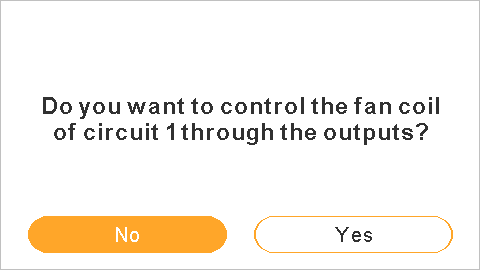 Do you want to control the fan coil
of circuit 1 through the outputs?
No
Yes